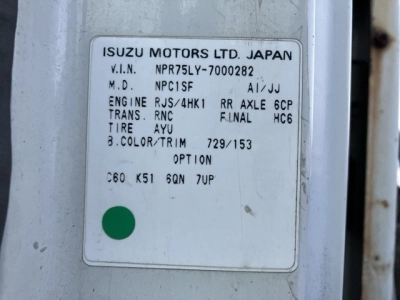 ISUZU MOTORS LTD. JAPAN
V.I.N. NPR75LY-7000282
M.D. NPC1SF AI/JJ
ENGINE RJS/4HK1 RR AXLE 6CP
TRANS. RNC FINAL HC6
TIRE AYU
B.COLOR/TRIM 729/153
OPTION
C60 K51 6QN 7UP